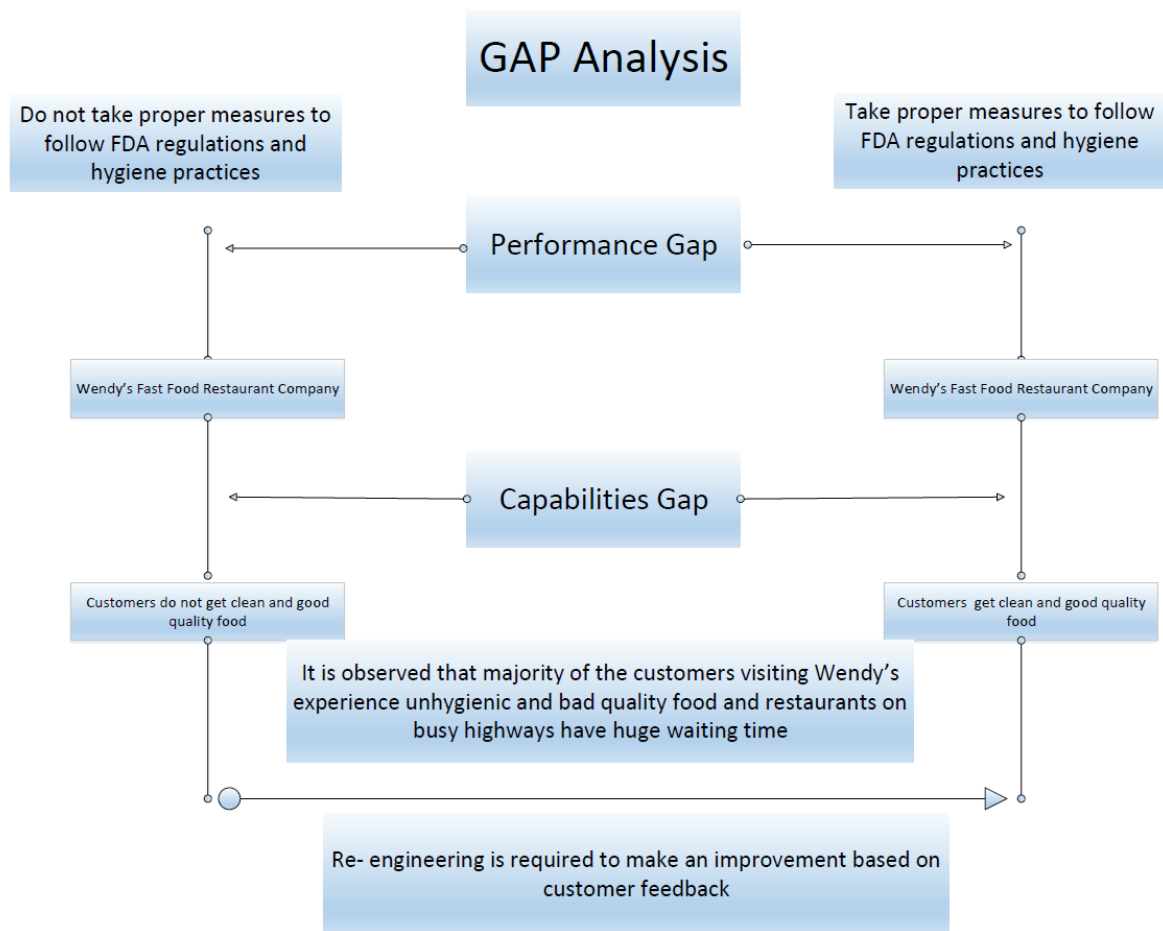 GAP Analysis
Do not take proper measures to
follow FDA regulations and
hygiene practices
Take proper measures to follow
FDA regulations and hygiene
practices
Performance Gap
Wendy’s Fast Food Restaurant Company
Wendy’s Fast Food Restaurant Company
Capabilities Gap
Customers do not get clean and good
quality food
Customers  get clean and good quality
food
It is observed that majority of the customers visiting Wendy’s
experience unhygienic and bad quality food and restaurants on
busy highways have huge waiting time
Re- engineering is required to make an improvement based on
customer feedback